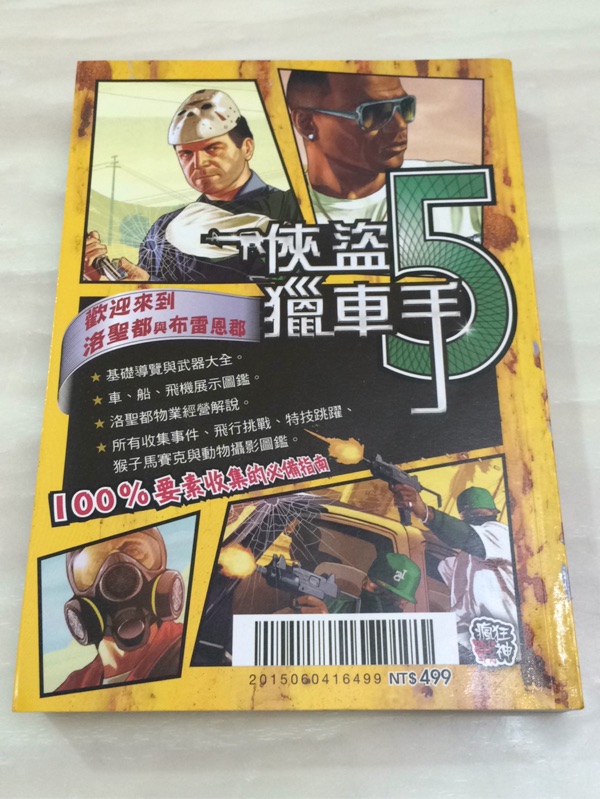 俠盜
獵車手5
歡迎來到
洛聖都與布雷恩郡
★ 基礎導覽與武器大全。
★ 車、船、飛機展示圖鑑。
★ 洛聖都物業經營解說。
★ 所有收集事件、飛行挑戰、特技跳躍、
猴子馬賽克與動物攝影圖鑑。
100%要素收集的必備指南
2015060416499 NT$499
瘋狂
神